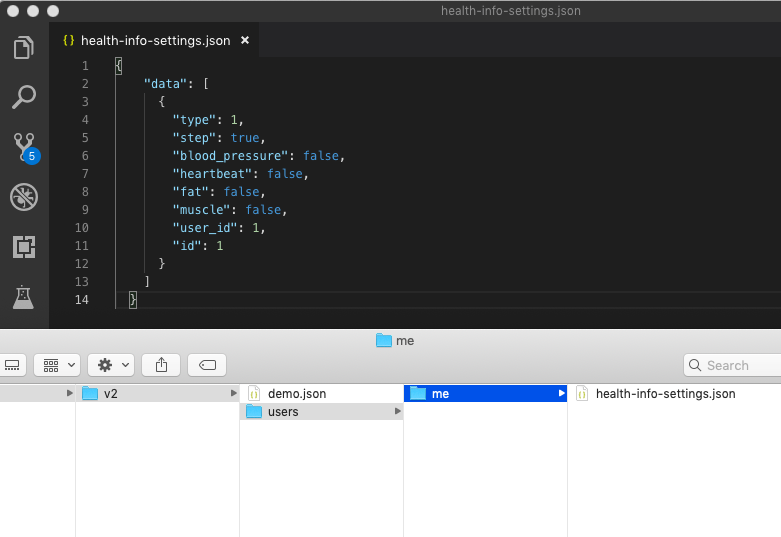 health-info-settings.json
{ } health-info-settings.json ×
1 {
2 "data": [
3 {
4 "type": 1,
5 "step": true,
6 "blood_pressure": false,
7 "heartbeat": false,
8 "fat": false,
9 "muscle": false,
10 "user_id": 1,
11 "id": 1
12 }
13 ]
14 }
5
me
Search
v2
demo.json
users
me
health-info-settings.json